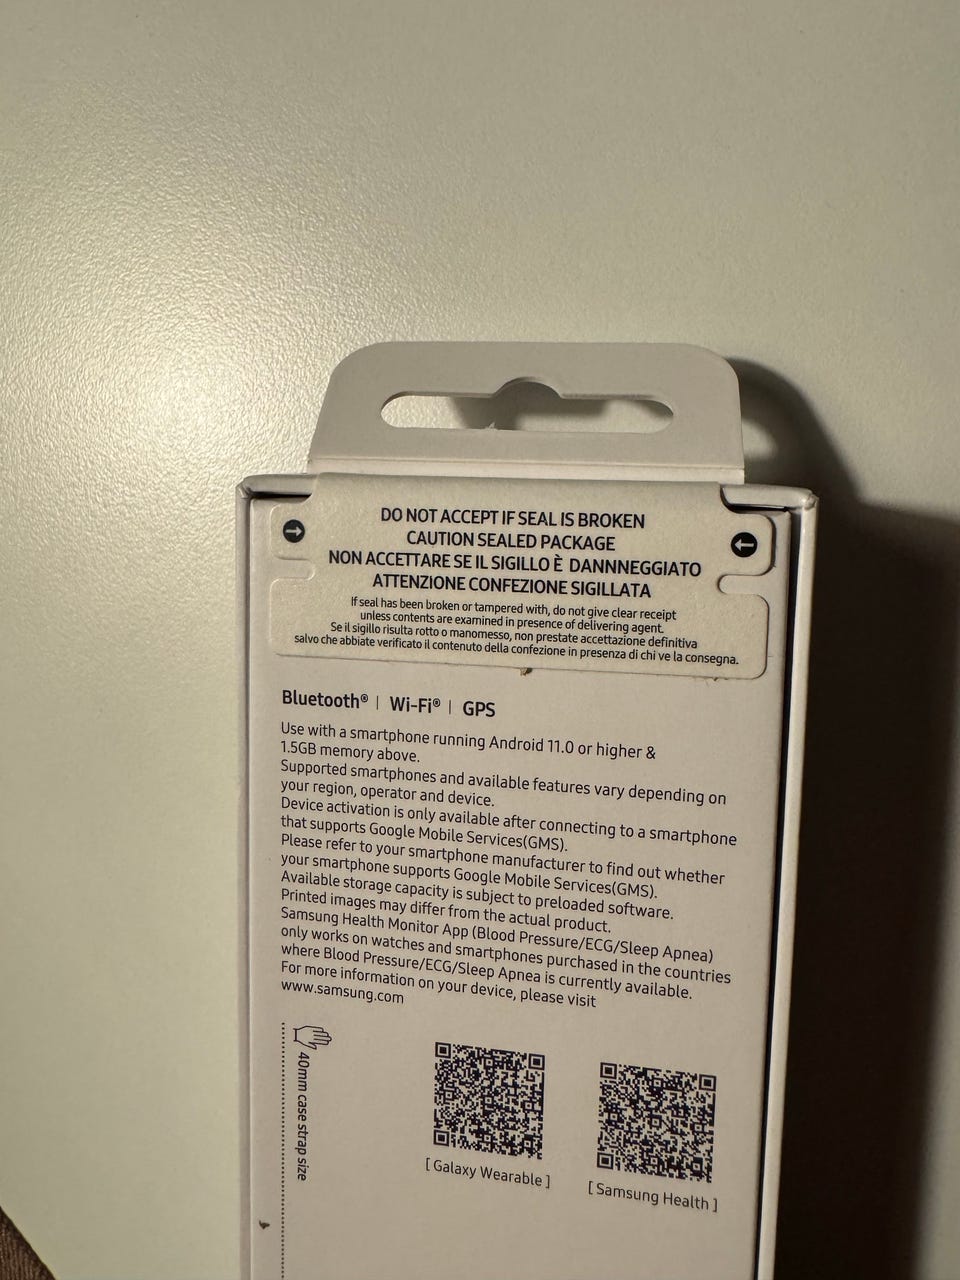 DO NOT ACCEPT IF SEAL IS BROKEN
CAUTION SEALED PACKAGE
NON ACCETTARE SE IL SIGILLO È DANNNEGGIATO
ATTENZIONE CONFEZIONE SIGILLATA
If seal has been broken or tampered with, do not give clear receipt
unless contents are examined in presence of delivering agent.
Se il sigillo risulta rotto o manomesso, non prestate accettazione definitiva
salvo che abbiate verificato il contenuto della confezione in presenza di chi ve la consegna.
Bluetooth® | Wi-Fi® | GPS
Use with a smartphone running Android 11.0 or higher &
1.5GB memory above.
Supported smartphones and available features vary depending on
your region, operator and device.
Device activation is only available after connecting to a smartphone
that supports Google Mobile Services(GMS).
Please refer to your smartphone manufacturer to find out whether
your smartphone supports Google Mobile Services(GMS).
Available storage capacity is subject to preloaded software.
Printed images may differ from the actual product.
Samsung Health Monitor App (Blood Pressure/ECG/Sleep Apnea)
only works on watches and smartphones purchased in the countries
where Blood Pressure/ECG/Sleep Apnea is currently available.
For more information on your device, please visit
www.samsung.com
40mm case strap size
[ Galaxy Wearable ]
[ Samsung Health ]